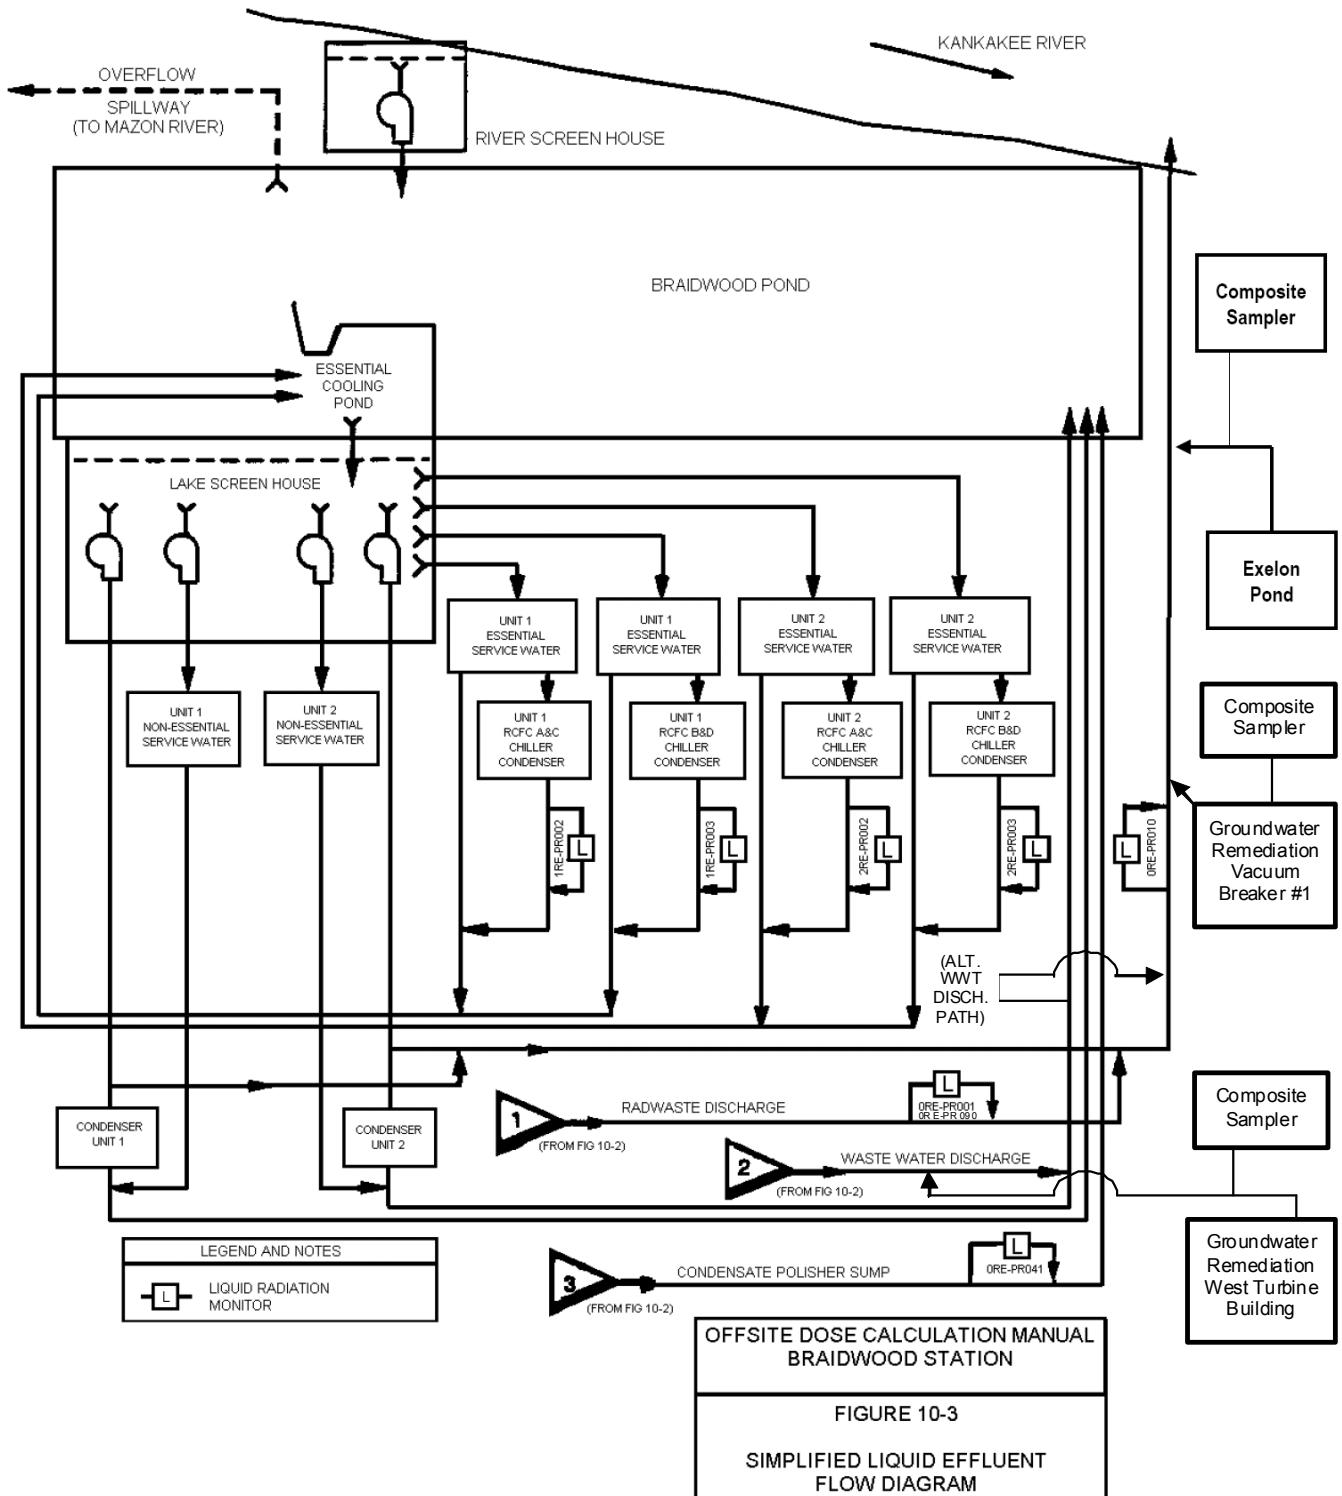 KANKAKEE RIVER
OVERFLOW
SPILLWAY
(TO MAZON RIVER)
RIVER SCREEN HOUSE
BRAIDWOOD POND
Composite
Sampler
ESSENTIAL
COOLING
POND
LAKE SCREEN HOUSE
Exelon
Pond
UNIT 1
ESSENTIAL
SERVICE WATER
UNIT 1
ESSENTIAL
SERVICE WATER
UNIT 2
ESSENTIAL
SERVICE WATER
UNIT 2
ESSENTIAL
SERVICE WATER
UNIT 1
NON-ESSENTIAL
SERVICE WATER
UNIT 2
NON-ESSENTIAL
SERVICE WATER
UNIT 1
RCFC A&C
CHILLER
CONDENSER
UNIT 1
RCFC B&D
CHILLER
CONDENSER
UNIT 2
RCFC A&C
CHILLER
CONDENSER
UNIT 2
RCFC B&D
CHILLER
CONDENSER
Composite
Sampler
1RE-PR002
L
1RE-PR003
L
2RE-PR002
L
2RE-PR003
L
L
0RE-PR010
Groundwater
Remediation
Vacuum
Breaker #1
(ALT.
WWT
DISCH.
PATH)
CONDENSER
UNIT 1
CONDENSER
UNIT 2
1
RADWASTE DISCHARGE
(FROM FIG 10-2)
L
0RE-PR001
0RE-PR090
Composite
Sampler
2
WASTE WATER DISCHARGE
(FROM FIG 10-2)
Groundwater
Remediation
West Turbine
Building
3
CONDENSATE POLISHER SUMP
(FROM FIG 10-2)
L
0RE-PR041
LEGEND AND NOTES
L
LIQUID RADIATION
MONITOR
OFFSITE DOSE CALCULATION MANUAL
BRAIDWOOD STATION
FIGURE 10-3
SIMPLIFIED LIQUID EFFLUENT
FLOW DIAGRAM